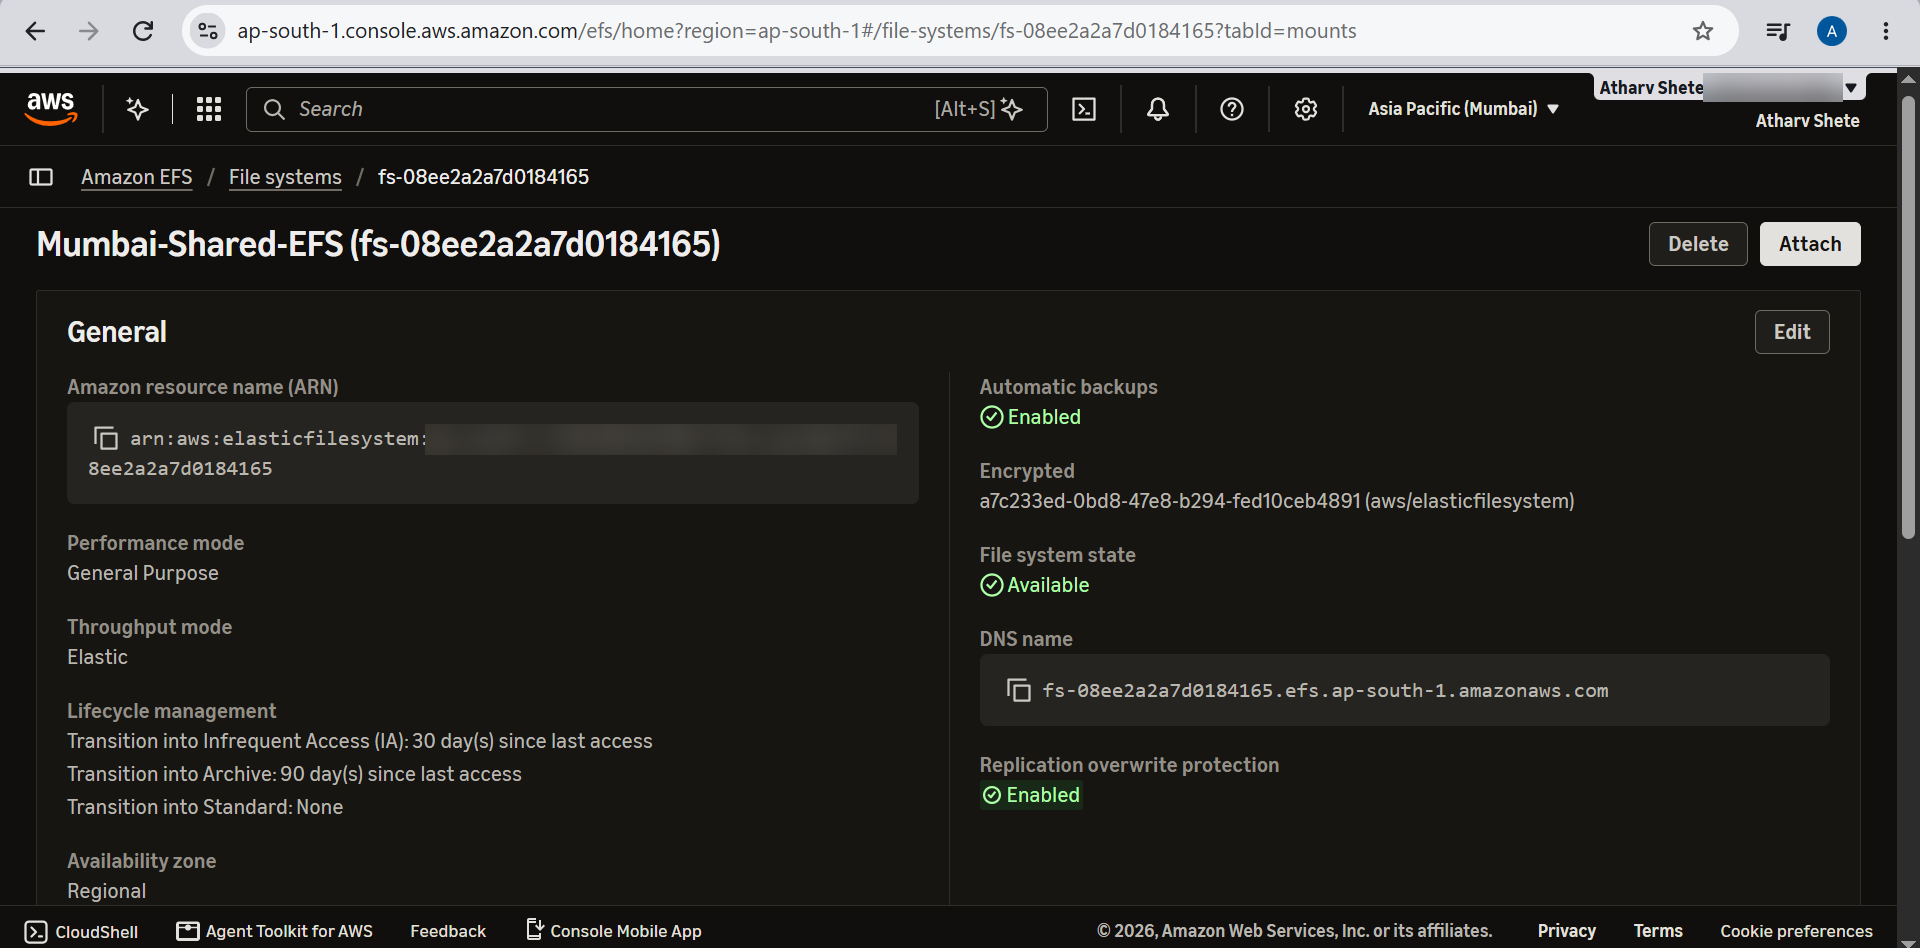 ap-south-1.console.aws.amazon.com/efs/home?region=ap-south-1#/file-systems/fs-08ee2a2a7d0184165?tabId=mounts
A
aws
Search
[Alt+S]
Asia Pacific (Mumbai)
Atharv Shete
Atharv Shete
Amazon EFS / File systems / fs-08ee2a2a7d0184165
Mumbai-Shared-EFS (fs-08ee2a2a7d0184165)
Delete
Attach
General
Edit
Amazon resource name (ARN)
arn:aws:elasticfilesystem:
8ee2a2a7d0184165
Performance mode
General Purpose
Throughput mode
Elastic
Lifecycle management
Transition into Infrequent Access (IA): 30 day(s) since last access
Transition into Archive: 90 day(s) since last access
Transition into Standard: None
Availability zone
Regional
Automatic backups
Enabled
Encrypted
a7c233ed-0bd8-47e8-b294-fed10ceb4891 (aws/elasticfilesystem)
File system state
Available
DNS name
fs-08ee2a2a7d0184165.efs.ap-south-1.amazonaws.com
Replication overwrite protection
Enabled
CloudShell
Agent Toolkit for AWS
Feedback
Console Mobile App
© 2026, Amazon Web Services, Inc. or its affiliates.
Privacy
Terms
Cookie preferences